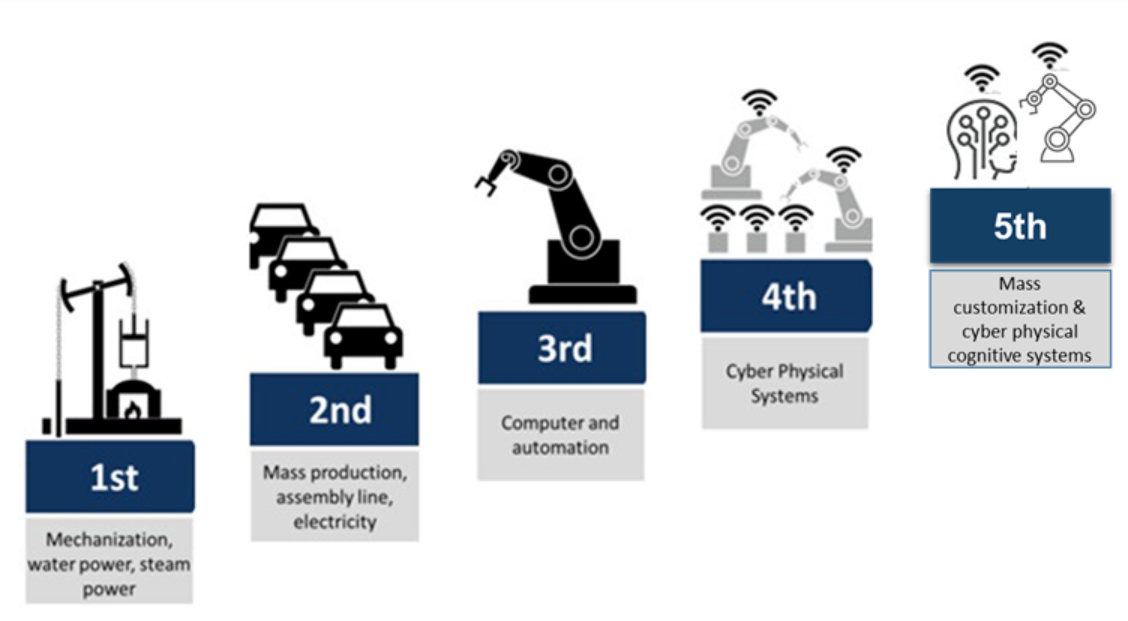 1st
Mechanization,
water power, steam
power
2nd
Mass production,
assembly line,
electricity
3rd
Computer and
automation
4th
Cyber Physical
Systems
5th
Mass
customization &
cyber physical
cognitive systems